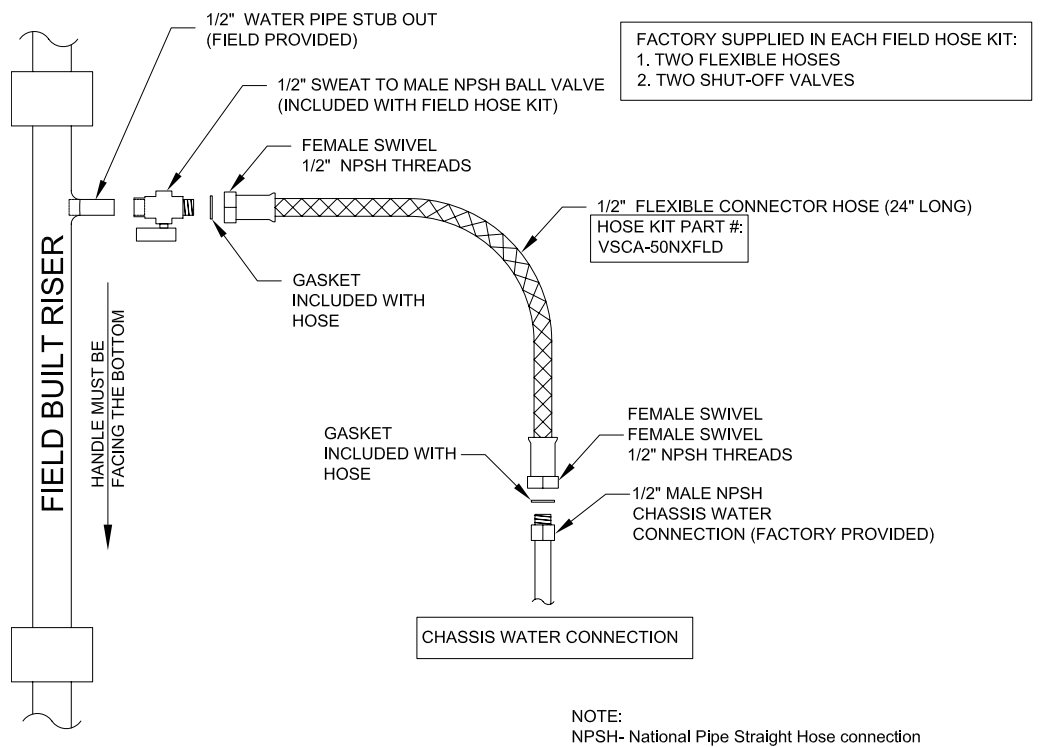 1/2" WATER PIPE STUB OUT
(FIELD PROVIDED)
FACTORY SUPPLIED IN EACH FIELD HOSE KIT:
1. TWO FLEXIBLE HOSES
2. TWO SHUT-OFF VALVES
1/2" SWEAT TO MALE NPSH BALL VALVE
(INCLUDED WITH FIELD HOSE KIT)
FEMALE SWIVEL
1/2" NPSH THREADS
1/2" FLEXIBLE CONNECTOR HOSE (24" LONG)
HOSE KIT PART #:
VSCA-50NXFLD
GASKET
INCLUDED WITH
HOSE
FIELD BUILT RISER
HANDLE MUST BE
FACING THE BOTTOM
GASKET
INCLUDED WITH
HOSE
FEMALE SWIVEL
FEMALE SWIVEL
1/2" NPSH THREADS
1/2" MALE NPSH
CHASSIS WATER
CONNECTION (FACTORY PROVIDED)
CHASSIS WATER CONNECTION
NOTE:
NPSH- National Pipe Straight Hose connection